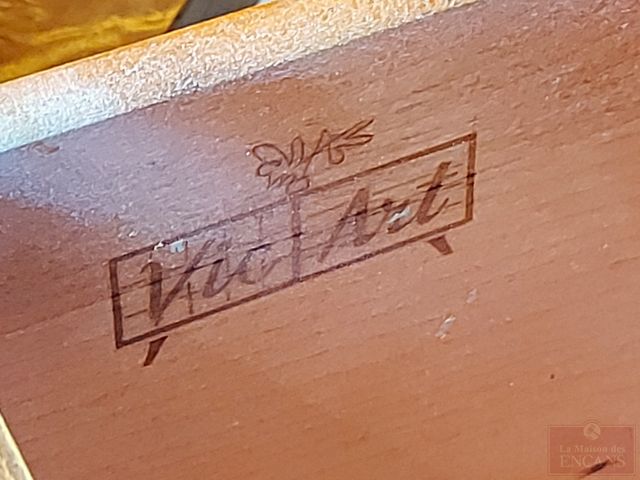 Vic Art
La Maison des
ENCANS